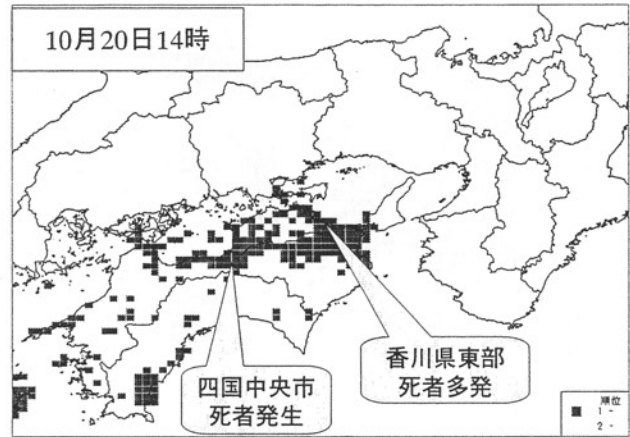 10月20日14時
香川県東部
死者多発
四国中央市
死者発生
順位
1 -
2 -